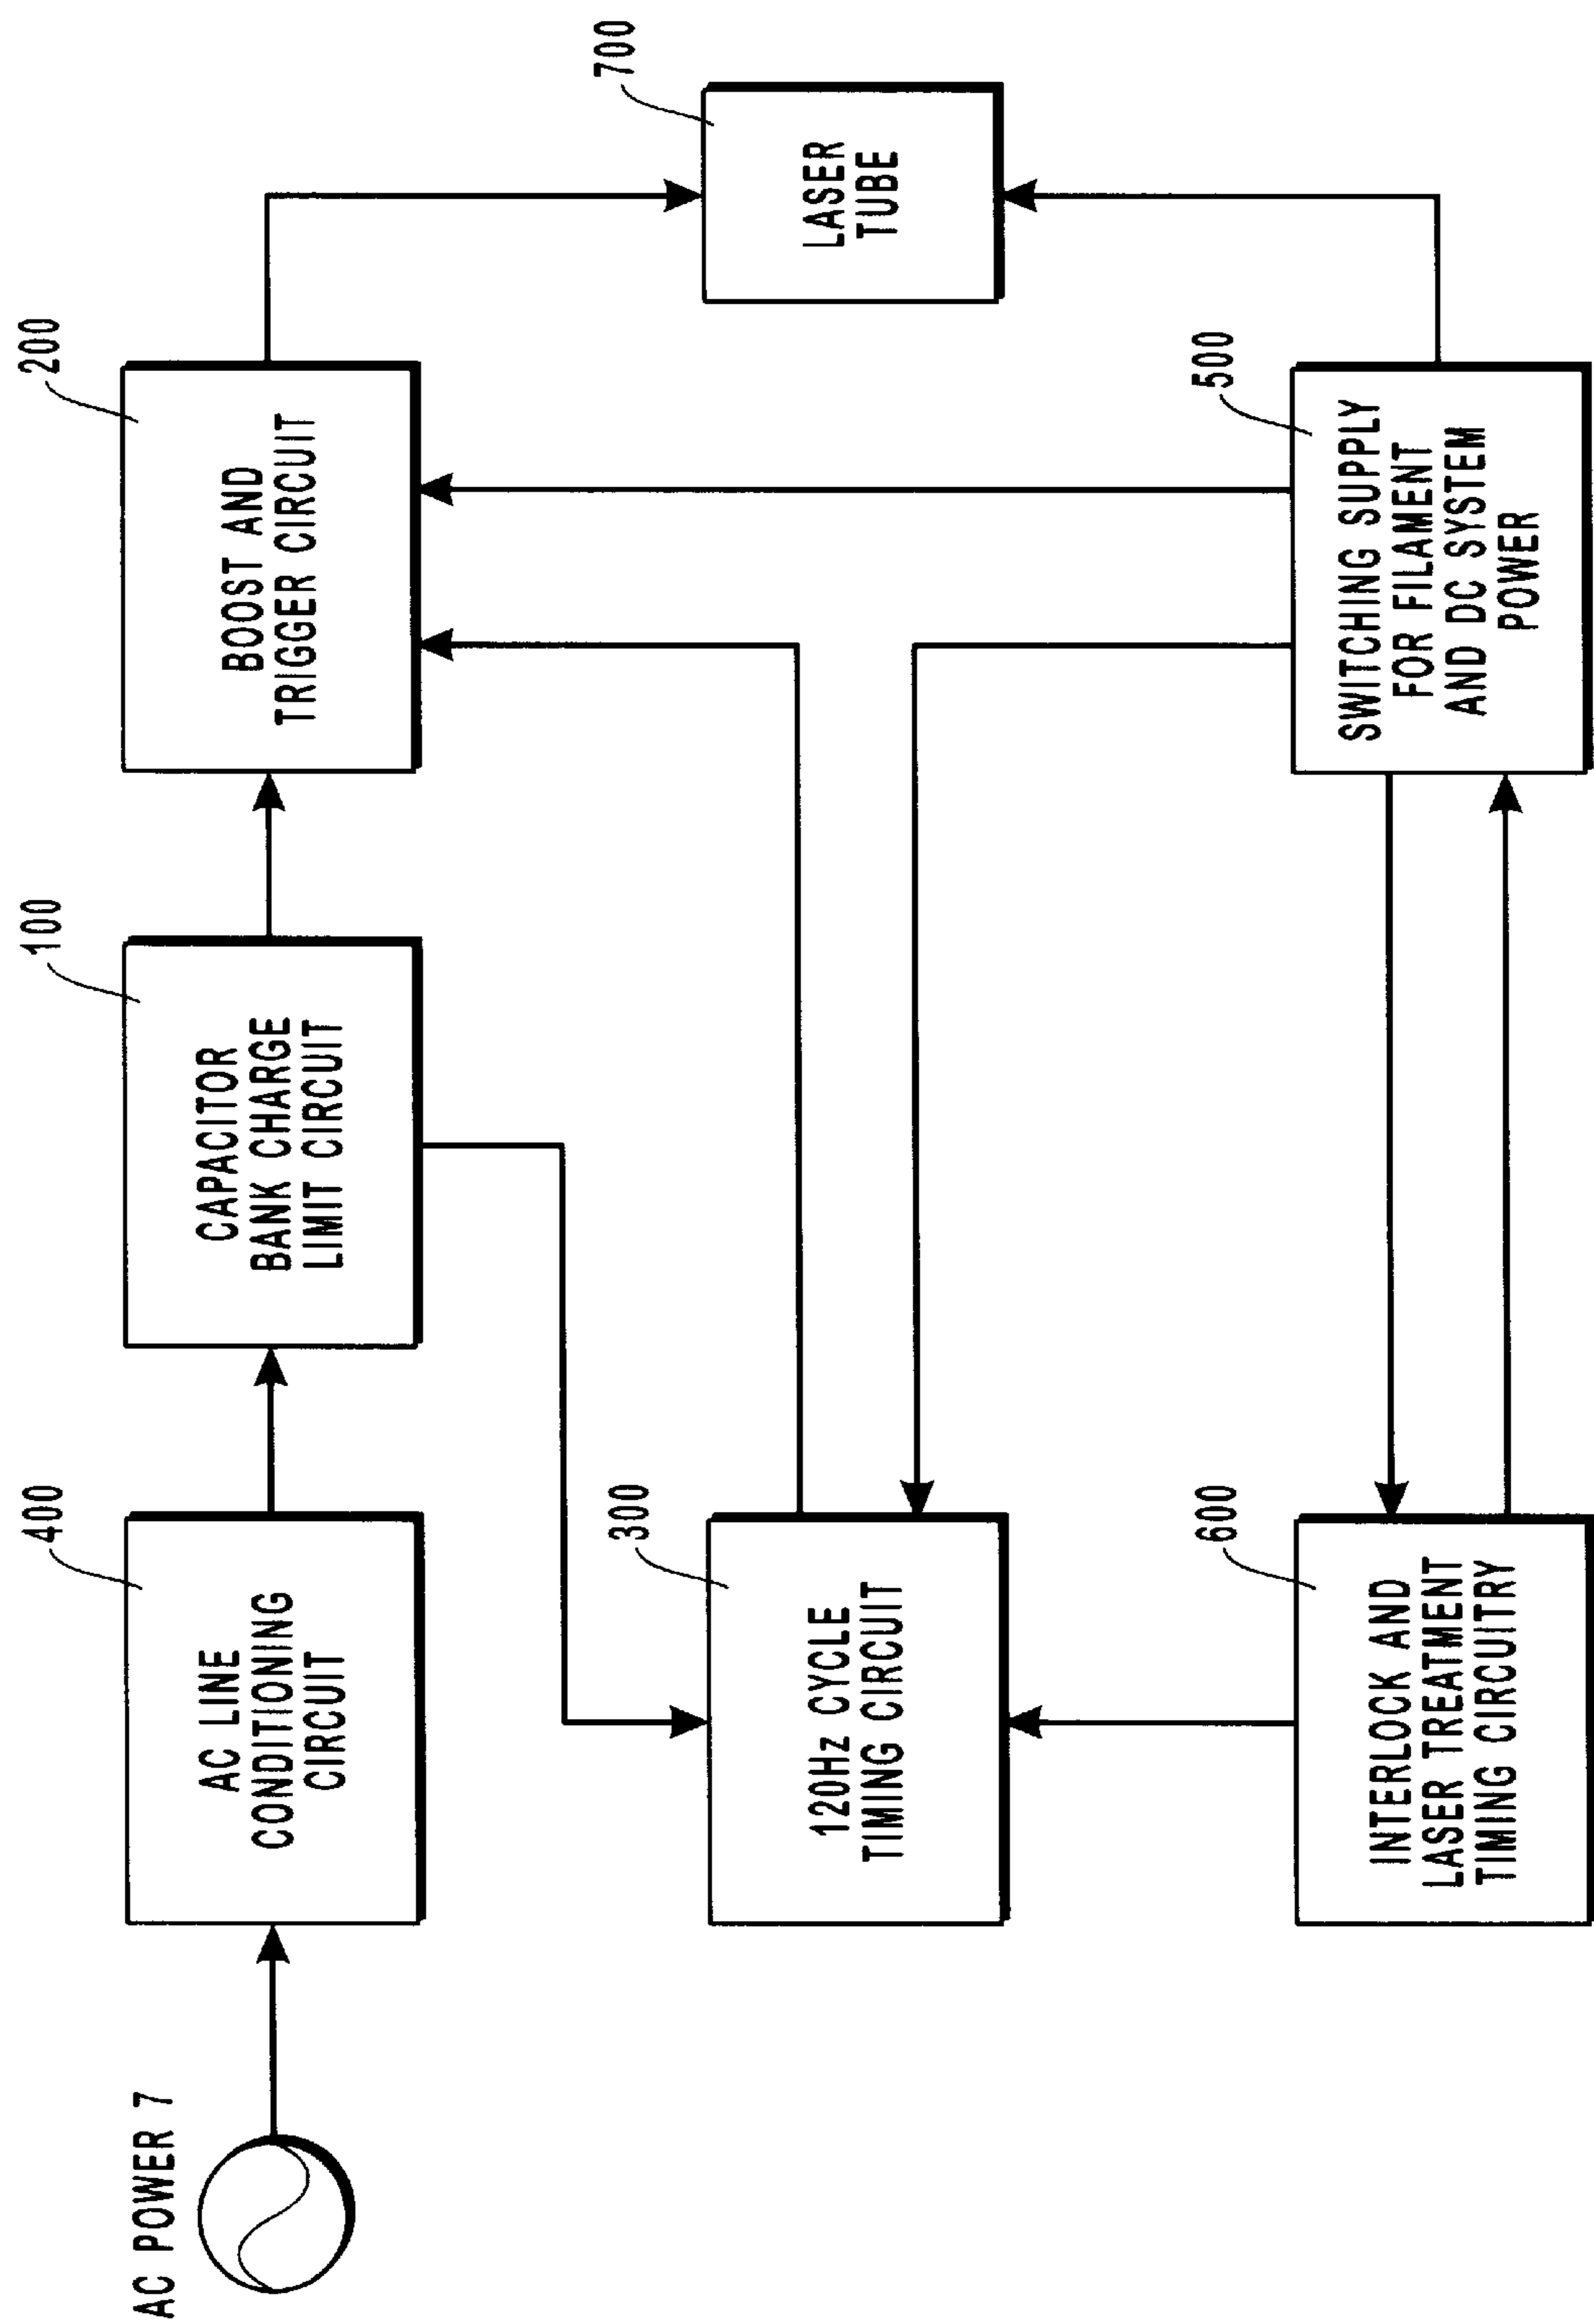 AC POWER 7
400
AC LINE
CONDITIONING
CIRCUIT
100
CAPACITOR
BANK CHARGE
LIMIT CIRCUIT
200
BOOST AND
TRIGGER CIRCUIT
300
120Hz CYCLE
TIMING CIRCUIT
700
LASER
TUBE
600
INTERLOCK AND
LASER TREATMENT
TIMING CIRCUITRY
500
SWITCHING SUPPLY
FOR FILAMENT
AND DC SYSTEM
POWER